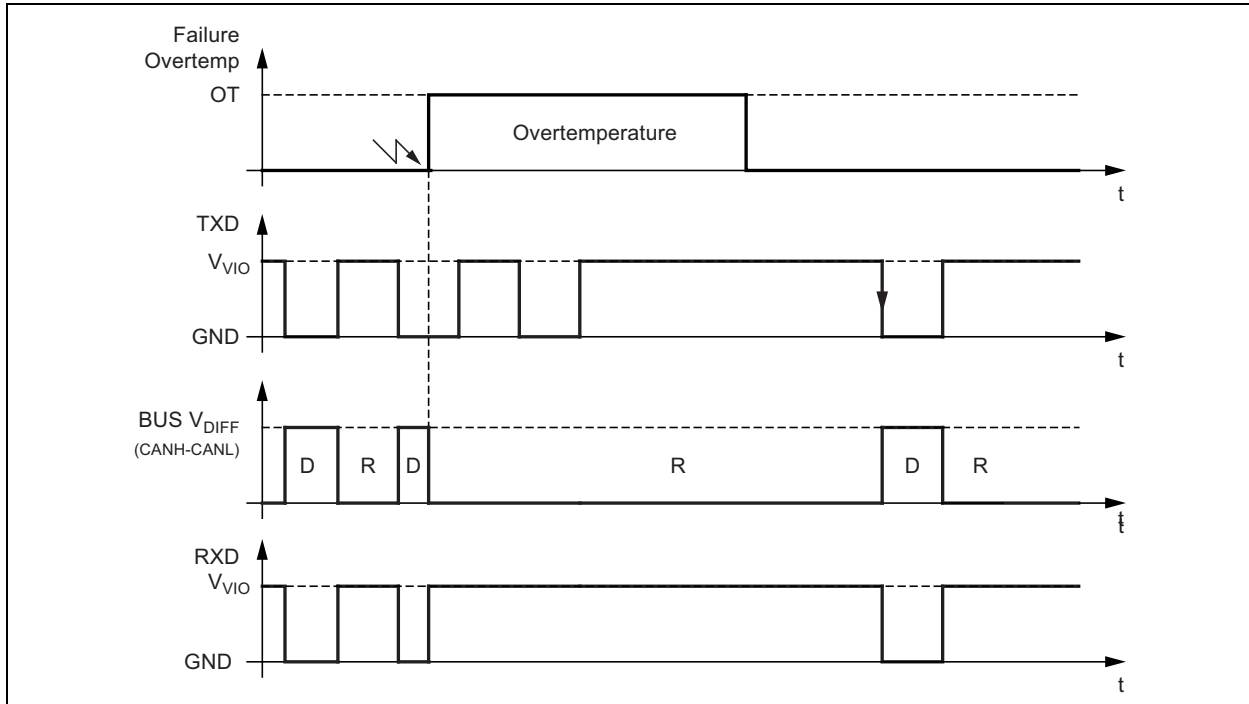 Failure
Overtemp
OT
Overtemperature
t
TXD
VVIO
GND
t
BUS VDIFF
(CANH-CANL)
D R D R D R
t
t
RXD
VVIO
GND
t